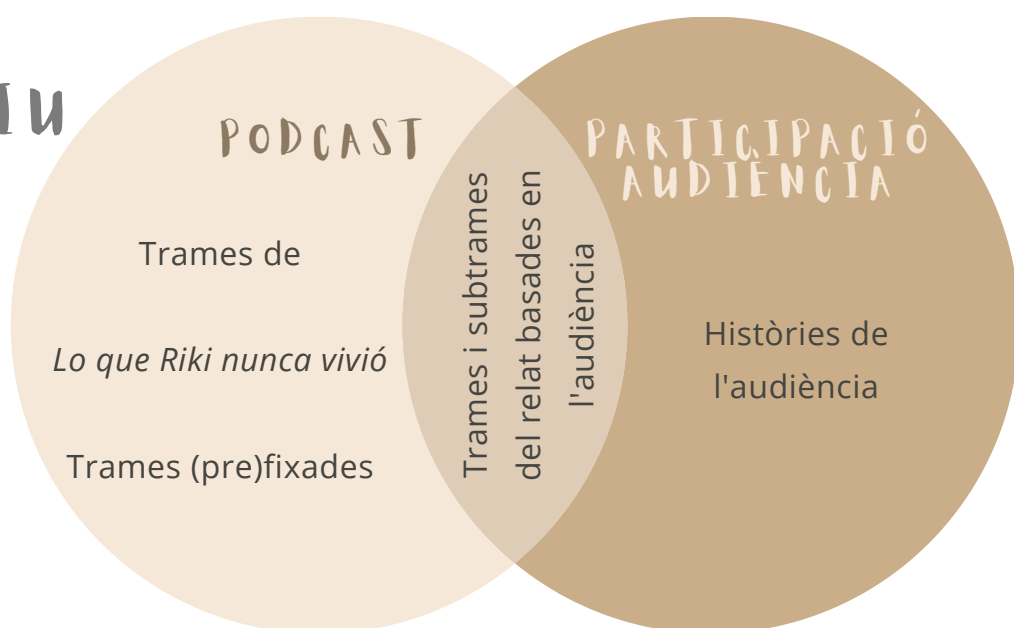 PODCAST
Trames de
Lo que Riki nunca vivió
Trames (pre)fixades
Trames i subtrames
del relat basades en
l'audiència
PARTICIPACIÓ
AUDIÈNCIA
Històries de
l'audiència